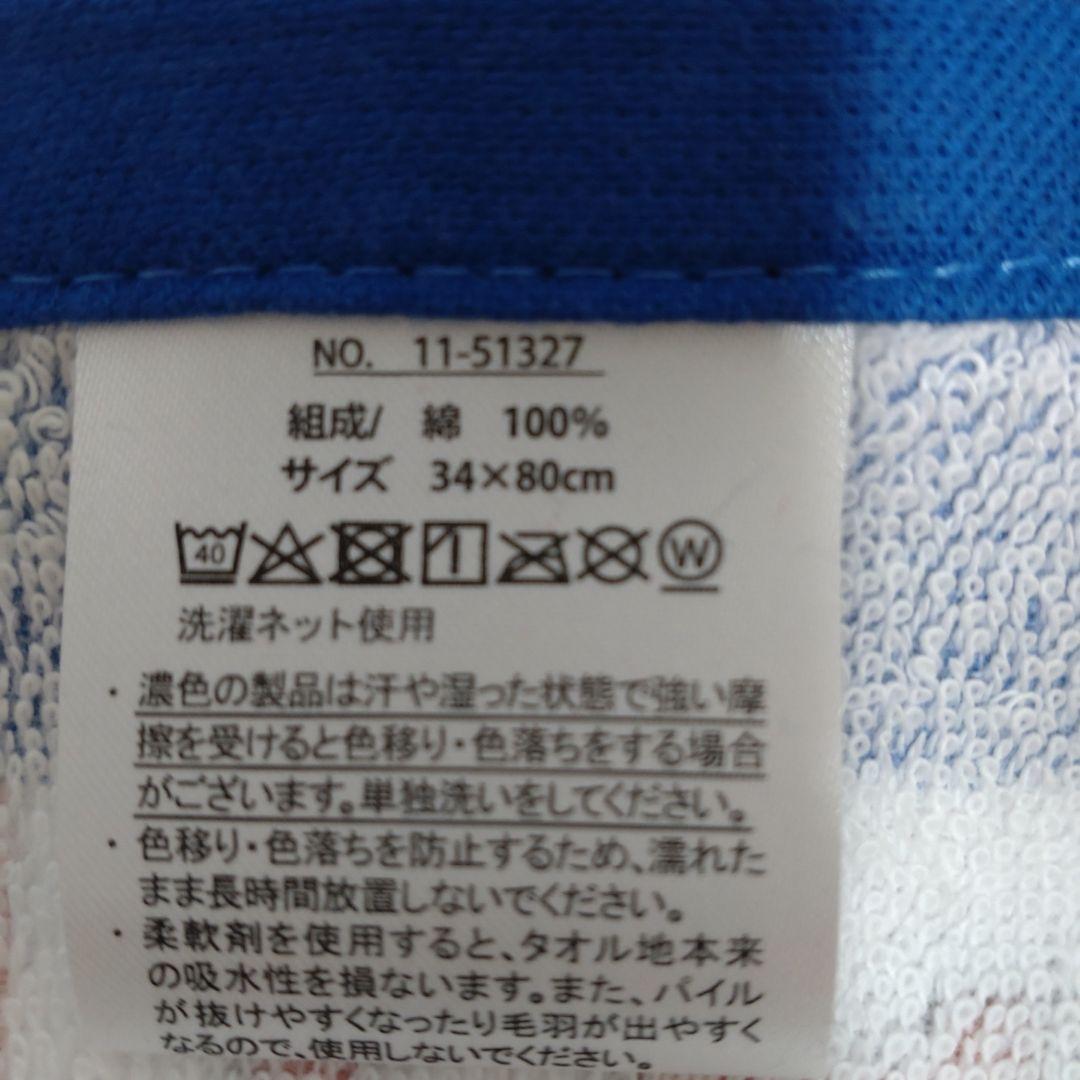 NO. 11-51327
組成/ 綿 100%
サイズ 34×80cm
40 W
洗濯ネット使用
・濃色の製品は汗や湿った状態で強い摩
擦を受けると色移り・色落ちをする場合
がございます。単独洗いをしてください。
・色移り・色落ちを防止するため、濡れた
まま長時間放置しないでください。
・柔軟剤を使用すると、タオル地本来
の吸水性を損ないます。また、パイル
が抜けやすくなったり毛羽が出やすく
なるので、使用しないでください。